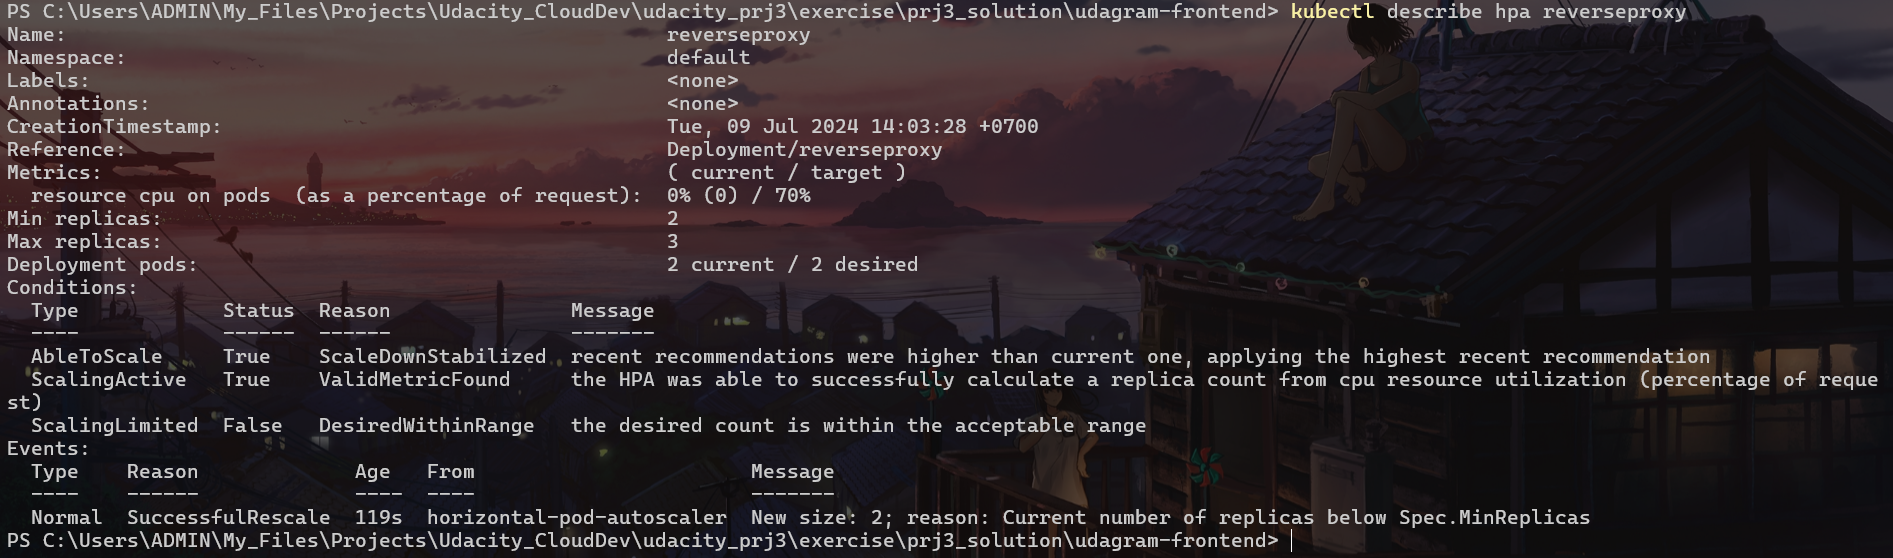 PS C:\Users\ADMIN\My_Files\Projects\Udacity_CloudDev\udacity_prj3\exercise\prj3_solution\udagram-frontend> kubectl describe hpa reverseproxy
Name:                                                  reverseproxy
Namespace:                                             default
Labels:                                                <none>
Annotations:                                           <none>
CreationTimestamp:                                     Tue, 09 Jul 2024 14:03:28 +0700
Reference:                                             Deployment/reverseproxy
Metrics:                                               ( current / target )
  resource cpu on pods  (as a percentage of request):  0% (0) / 70%
Min replicas:                                          2
Max replicas:                                          3
Deployment pods:                                       2 current / 2 desired
Conditions:
  Type            Status  Reason               Message
  ----            ------  ------               -------
  AbleToScale     True    ScaleDownStabilized  recent recommendations were higher than current one, applying the highest recent recommendation
  ScalingActive   True    ValidMetricFound     the HPA was able to successfully calculate a replica count from cpu resource utilization (percentage of reque
st)
  ScalingLimited  False   DesiredWithinRange   the desired count is within the acceptable range
Events:
  Type    Reason             Age   From                       Message
  ----    ------             ----  ----                       -------
  Normal  SuccessfulRescale  119s  horizontal-pod-autoscaler  New size: 2; reason: Current number of replicas below Spec.MinReplicas
PS C:\Users\ADMIN\My_Files\Projects\Udacity_CloudDev\udacity_prj3\exercise\prj3_solution\udagram-frontend>